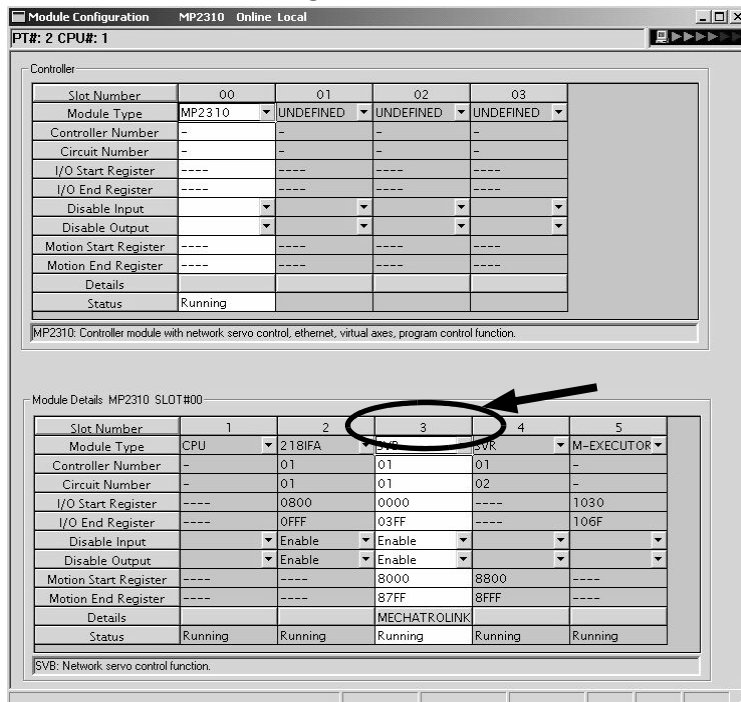 Module Configuration MP2310 Online Local
PT#: 2 CPU#: 1
Controller
Slot Number 00 01 02 03
Module Type MP2310 UNDEFINED UNDEFINED UNDEFINED
Controller Number - - - -
Circuit Number - - - -
I/O Start Register ---- ---- ---- ----
I/O End Register ---- ---- ---- ----
Disable Input
Disable Output
Motion Start Register ---- ---- ---- ----
Motion End Register ---- ---- ---- ----
Details
Status Running
MP2310: Controller module with network servo control, ethernet, virtual axes, program control function.
Module Details MP2310 SLOT#00
Slot Number 1 2 3 4 5
Module Type CPU 218IFA SVB SVR M-EXECUTOR
Controller Number - 01 01 01 -
Circuit Number - 01 01 02 -
I/O Start Register ---- 0800 0000 ---- 1030
I/O End Register ---- 0FFF 03FF ---- 106F
Disable Input Enable Enable
Disable Output Enable Enable
Motion Start Register ---- ---- 8000 8800 ----
Motion End Register ---- ---- 87FF 8FFF ----
Details MECHATROLINK
Status Running Running Running Running Running
SVB: Network servo control function.